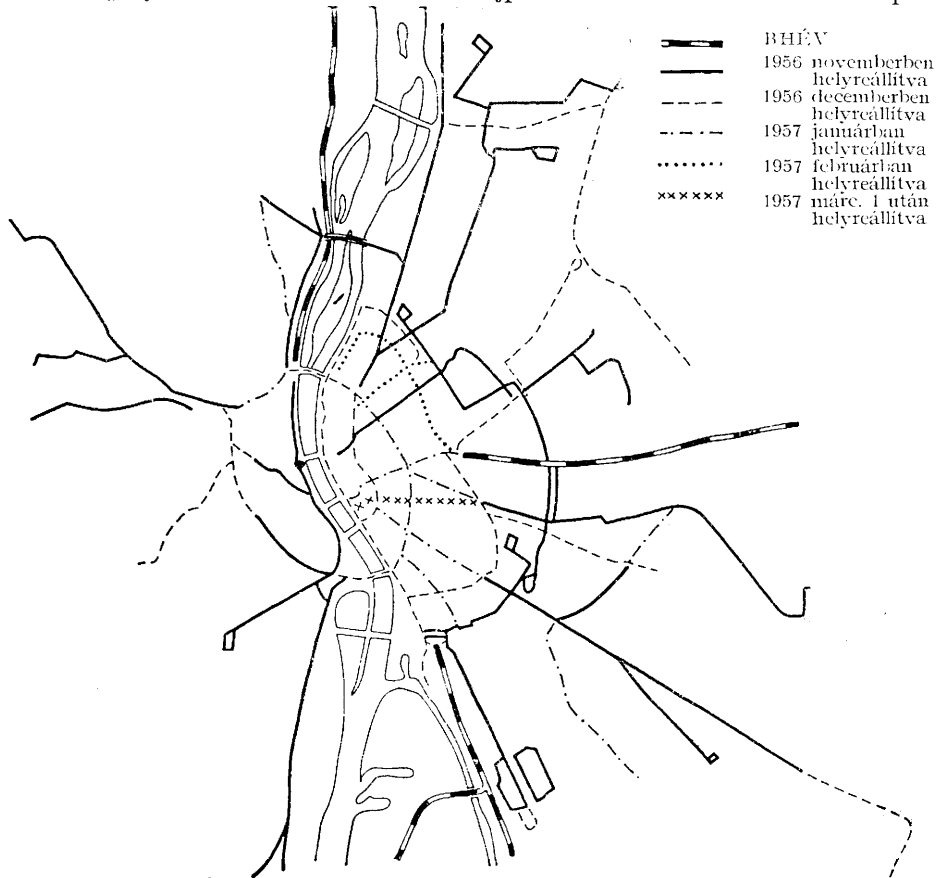 BHÉV
1956 novemberben
helyreállítva
1956 decemberben
helyreállítva
1957 januárban
helyreállítva
1957 februárban
helyreállítva
1957 márc. 1 után
helyreállítva